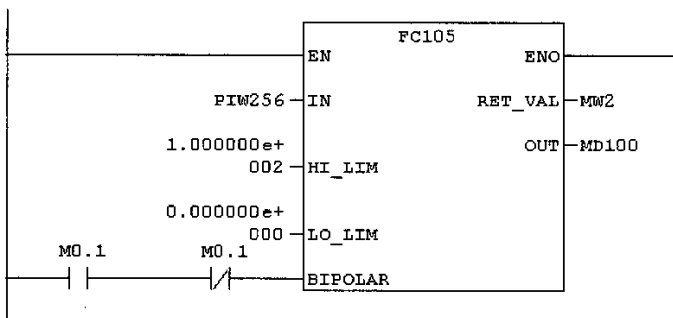 FC105
EN ENO
PIW256 IN RET_VAL MW2
1.000000e+ OUT MD100
002 HI_LIM
0.000000e+
000 LO_LIM
M0.1 M0.1
BIPOLAR